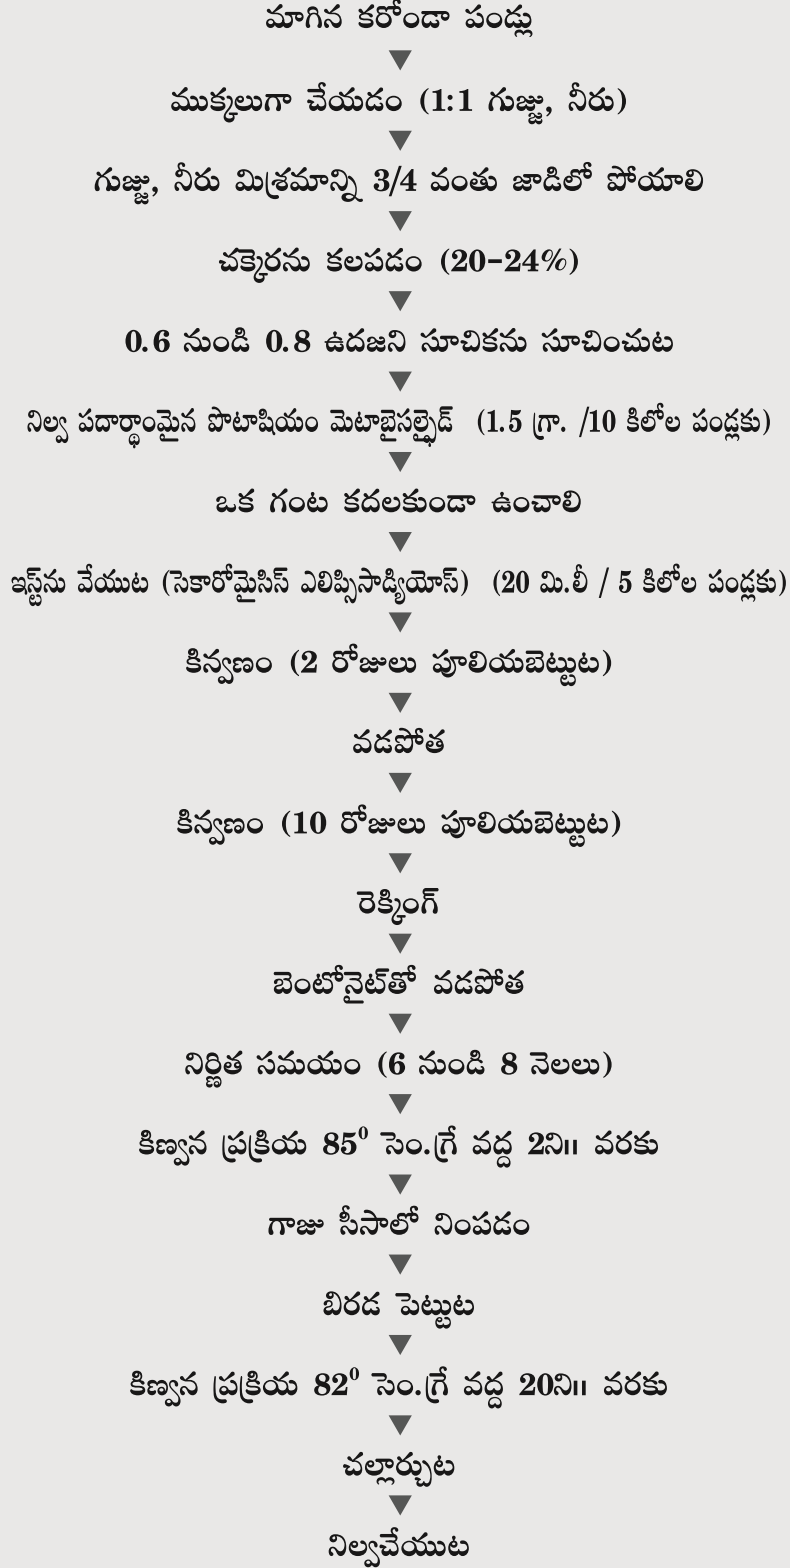 మాగిన కరోండా పండ్లు
ముక్కలుగా చేయడం (1:1 గుజ్జు, నీరు)
గుజ్జు, నీరు మిశ్రమాన్ని 3/4 వంతు జాడిలో పోయాలి
చక్కెరను కలపడం (20-24%)
0.6 నుండి 0.8 ఉదజని సూచికను సూచించుట
నిల్వ పదార్థాంమైన పొటాషియం మెటాబైసల్ఫైడ్ (1.5 గ్రా. /10 కిలోల పండ్లకు)
ఒక గంట కదలకుండా ఉంచాలి
ఇస్ట్‌ను వేయుట (సెకారోమైసిస్ ఎలిప్సిసాడ్యియోస్) (20 మి.లీ / 5 కిలోల పండ్లకు)
కిన్వణం (2 రోజులు పూలియబెట్టుట)
వడపోత
కిన్వణం (10 రోజులు పూలియబెట్టుట)
రెక్కింగ్
బెంటోనైట్‌తో వడపోత
నిర్ణిత సమయం (6 నుండి 8 నెలలు)
కిణ్వన ప్రక్రియ 85⁰ సెం.గ్రే వద్ద 2ని॥ వరకు
గాజు సీసాలో నింపడం
బిరడ పెట్టుట
కిణ్వన ప్రక్రియ 82⁰ సెం.గ్రే వద్ద 20ని॥ వరకు
చల్లార్చుట
నిల్వచేయుట